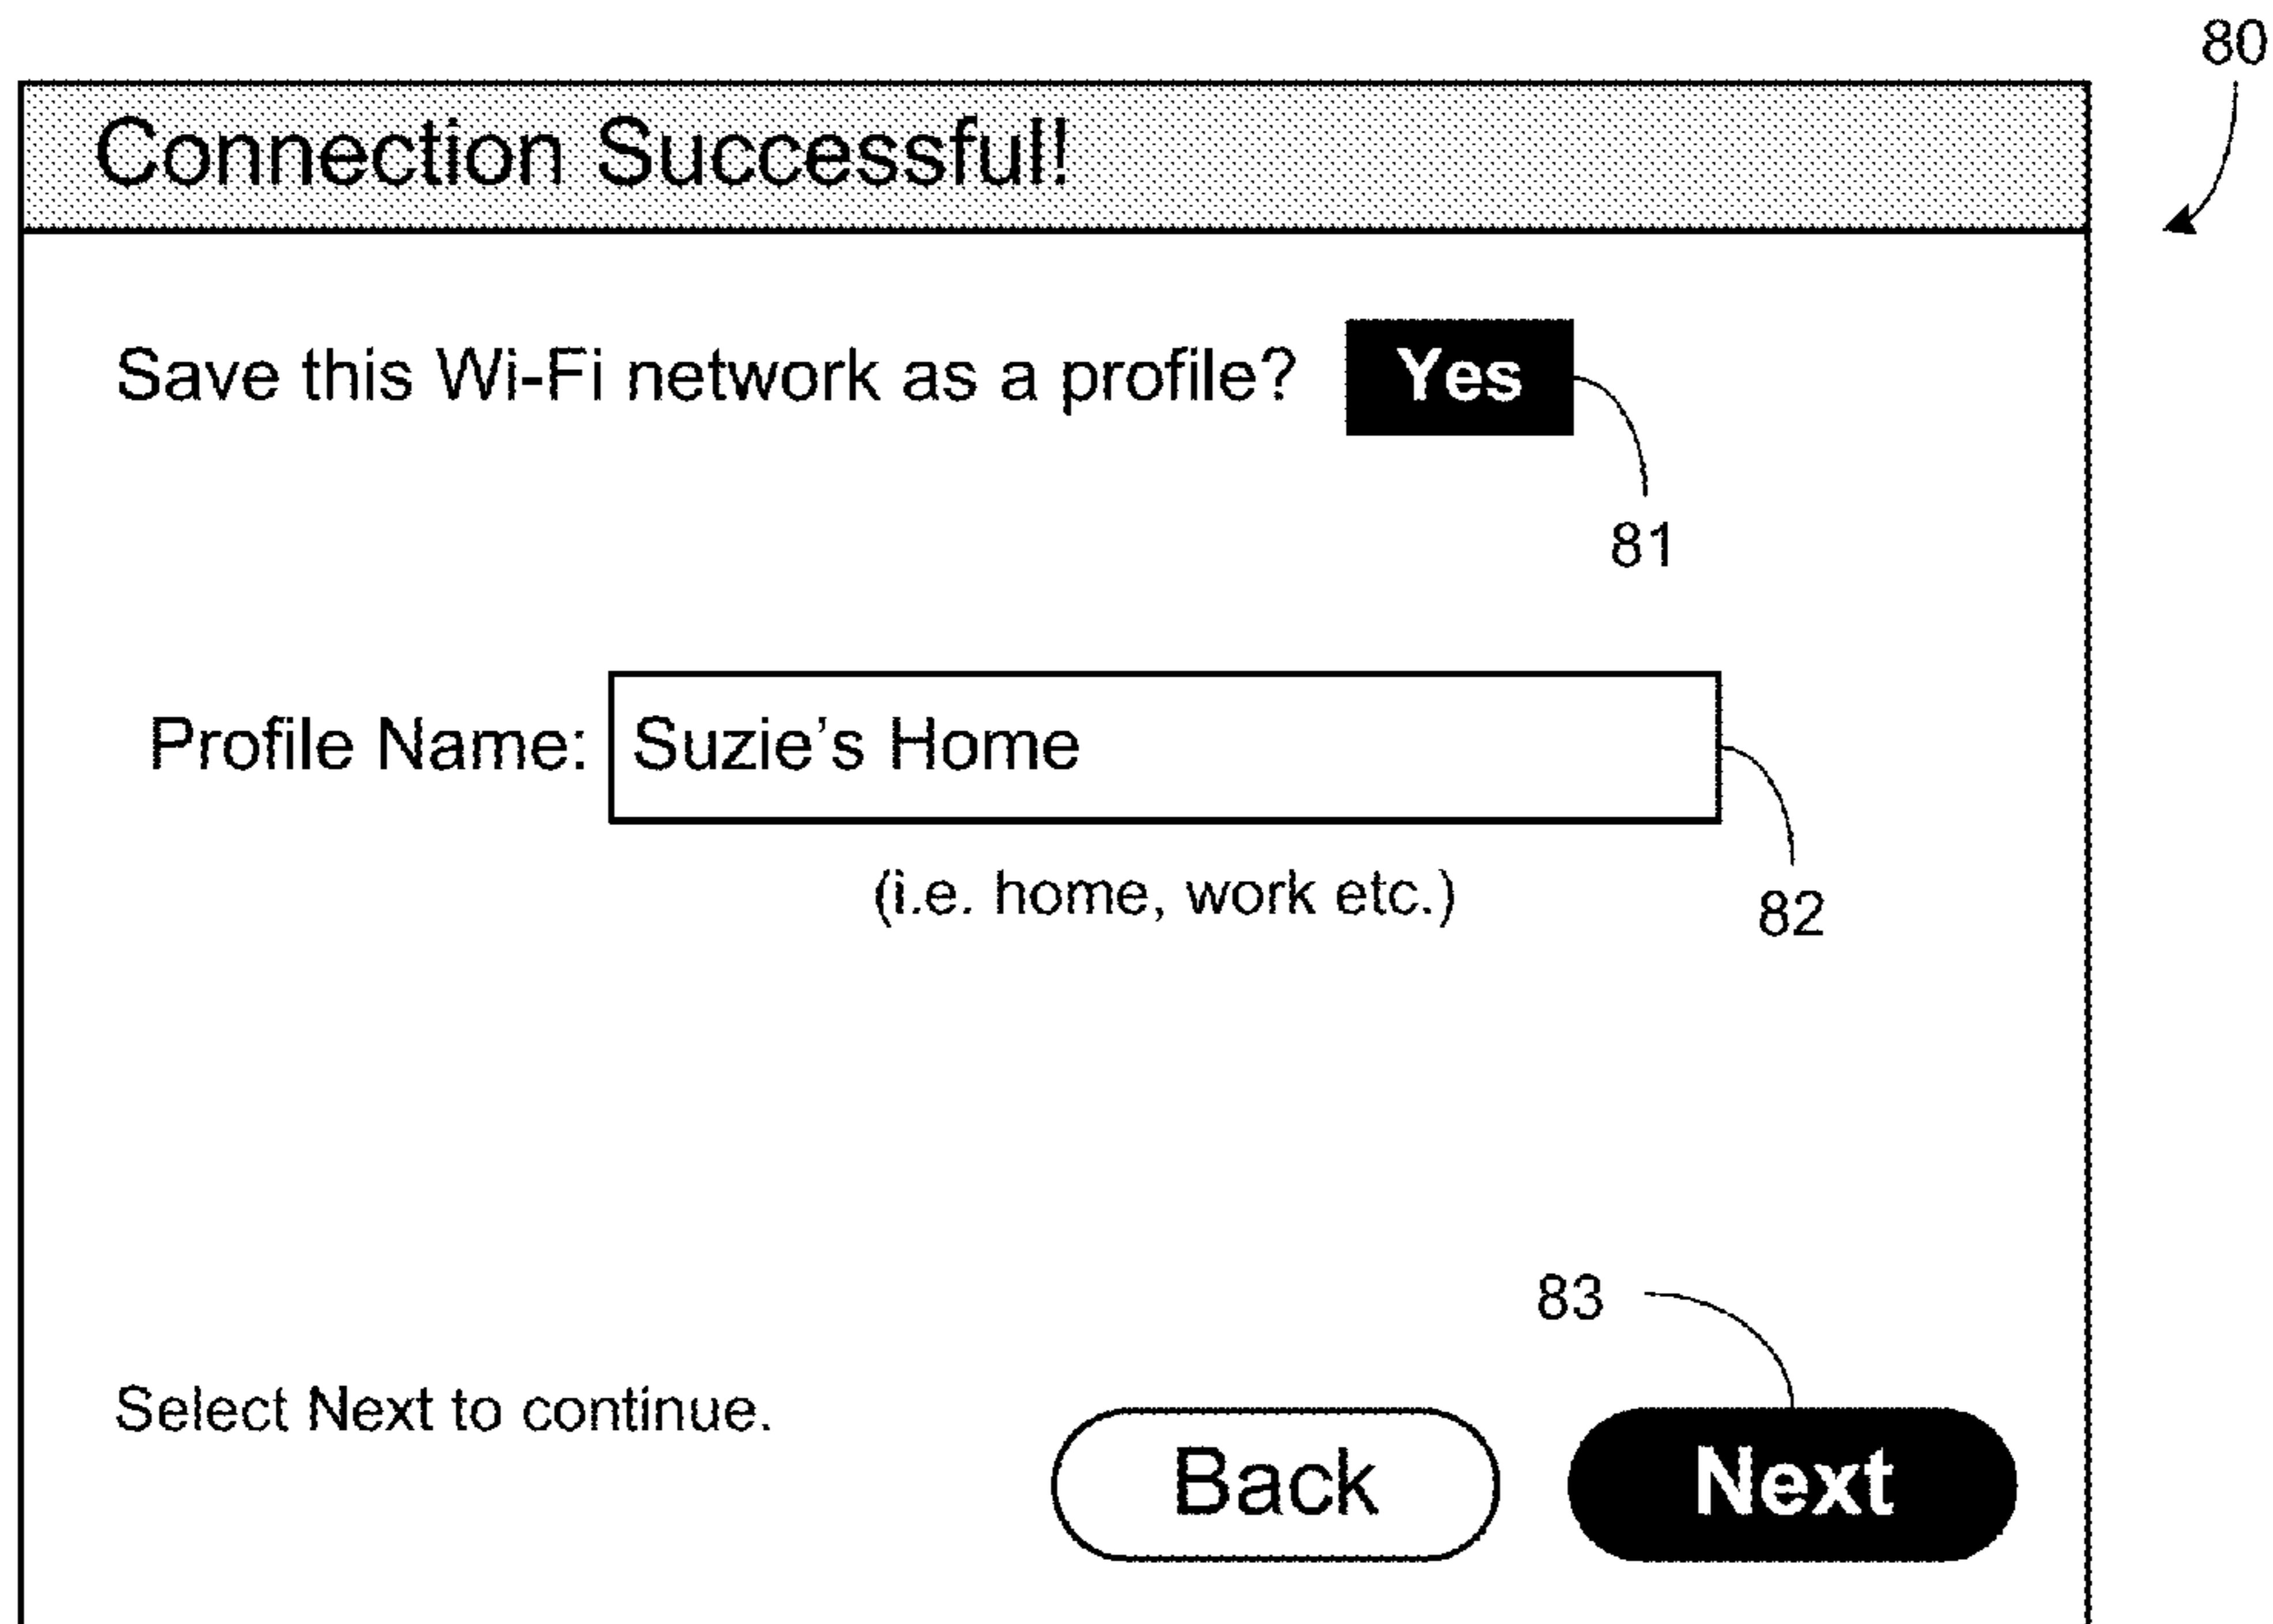 80
Connection Successful!
Save this Wi-Fi network as a profile? Yes
81
Profile Name: Suzie’s Home
(i.e. home, work etc.)
82
83
Select Next to continue.
Back Next